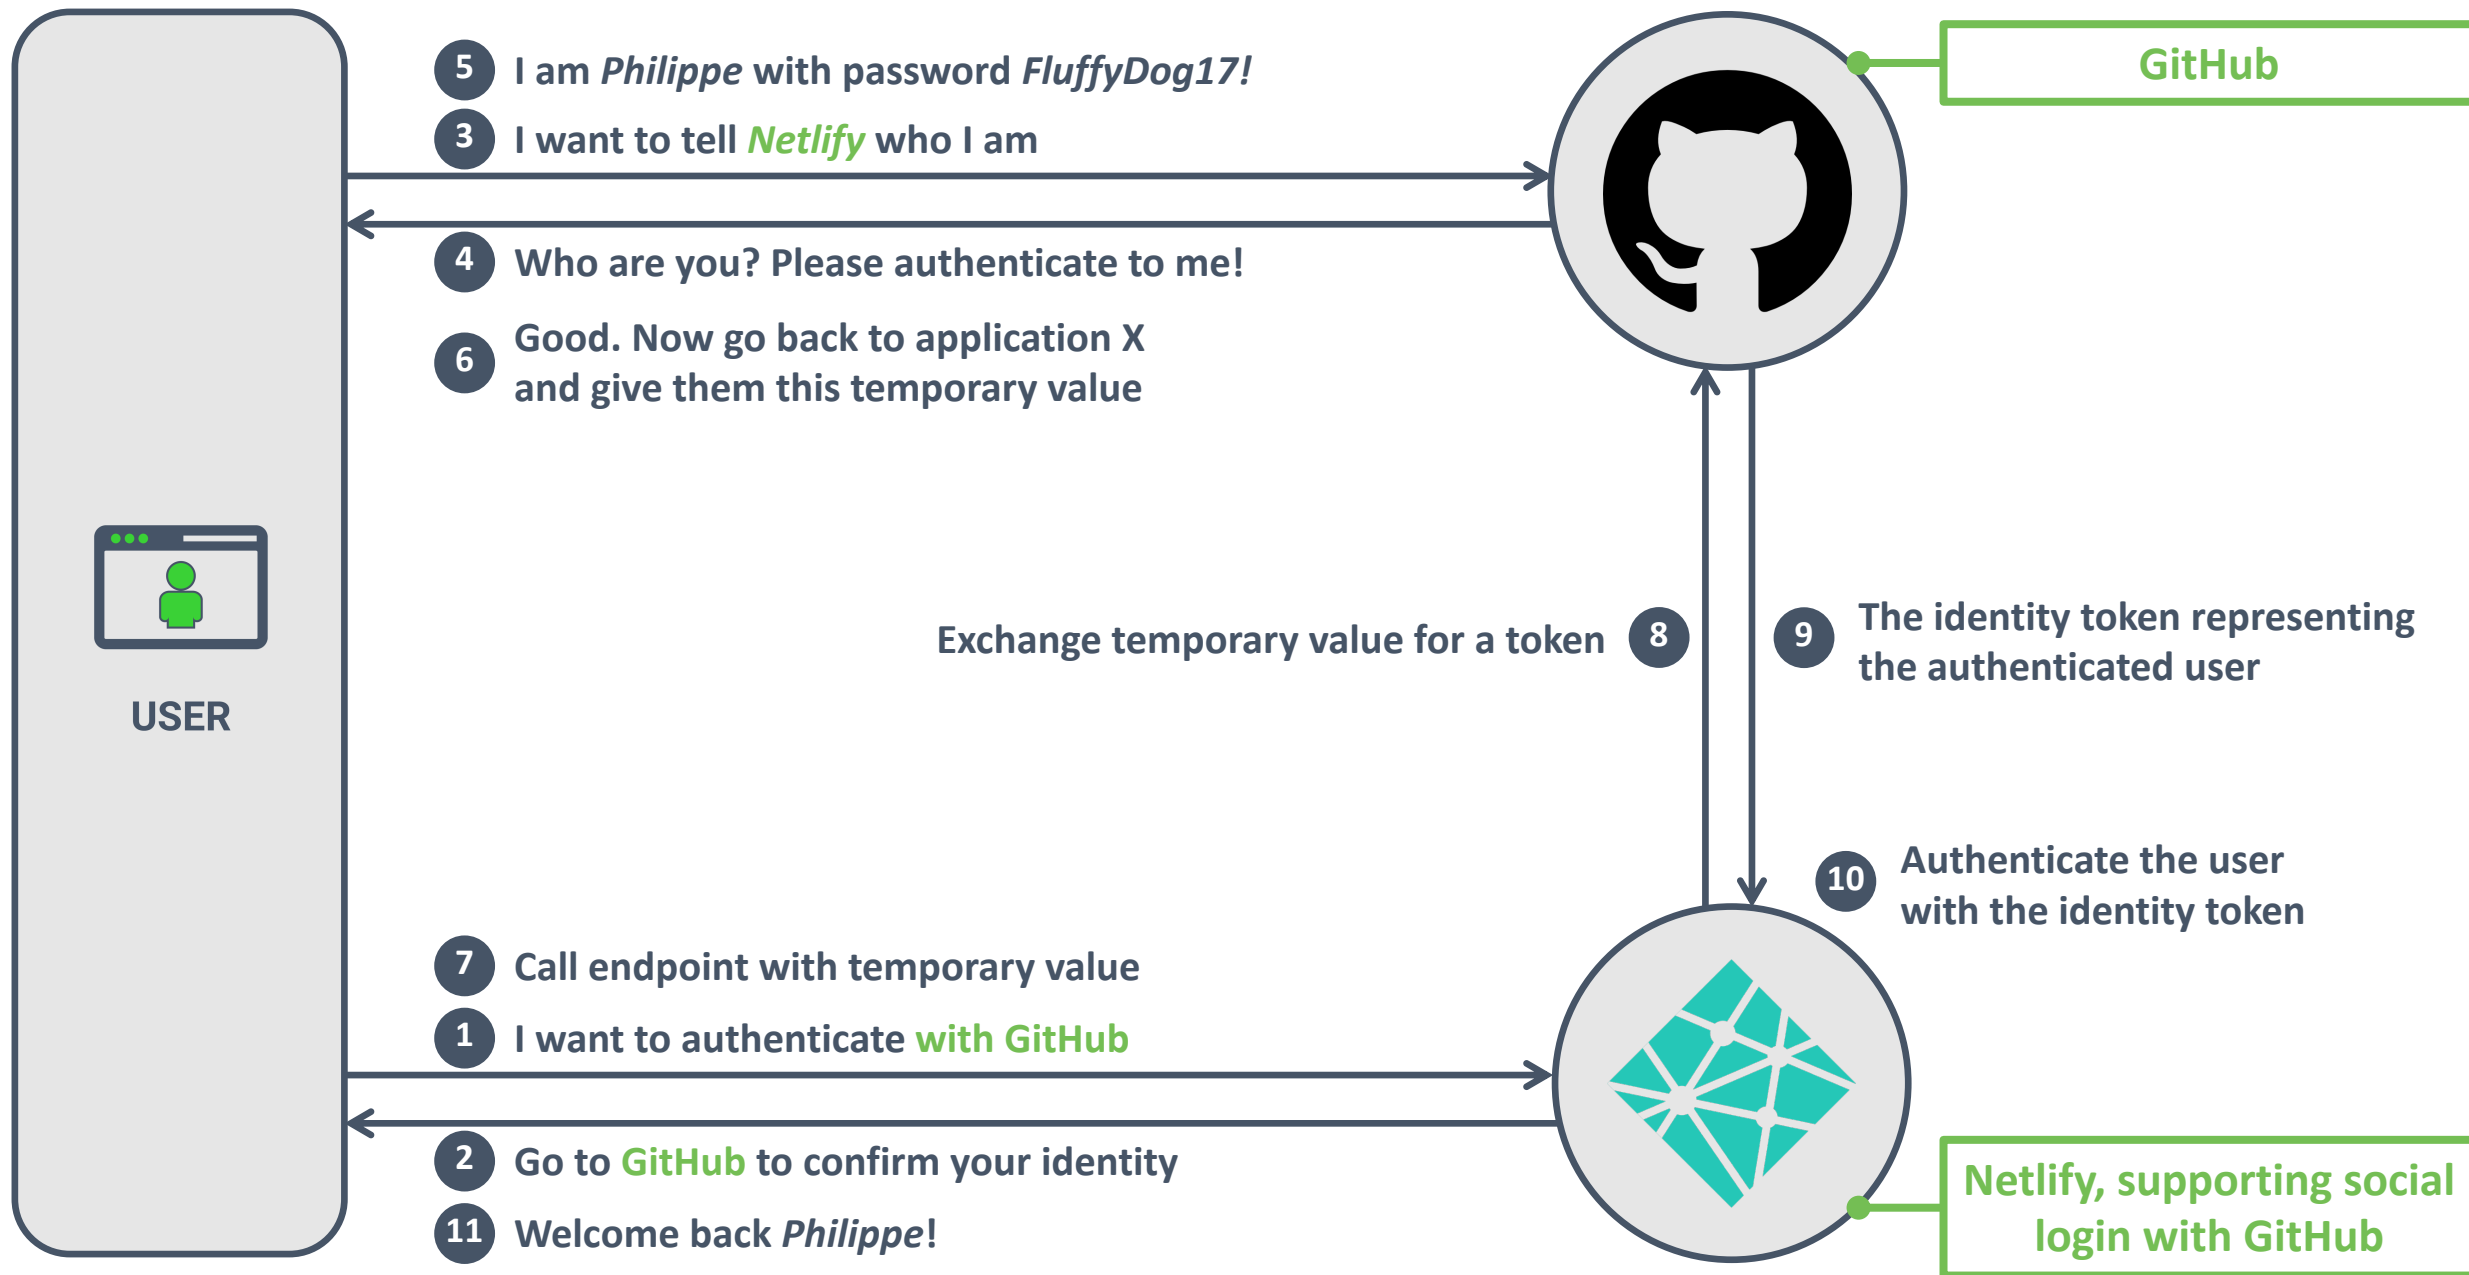 5 I am Philippe with password FluffyDog17!
GitHub
3 I want to tell Netlify who I am
4 Who are you? Please authenticate to me!
6 Good. Now go back to application X
and give them this temporary value
USER
Exchange temporary value for a token 8
9 The identity token representing
the authenticated user
10 Authenticate the user
with the identity token
7 Call endpoint with temporary value
1 I want to authenticate with GitHub
2 Go to GitHub to confirm your identity
11 Welcome back Philippe!
Netlify, supporting social
login with GitHub